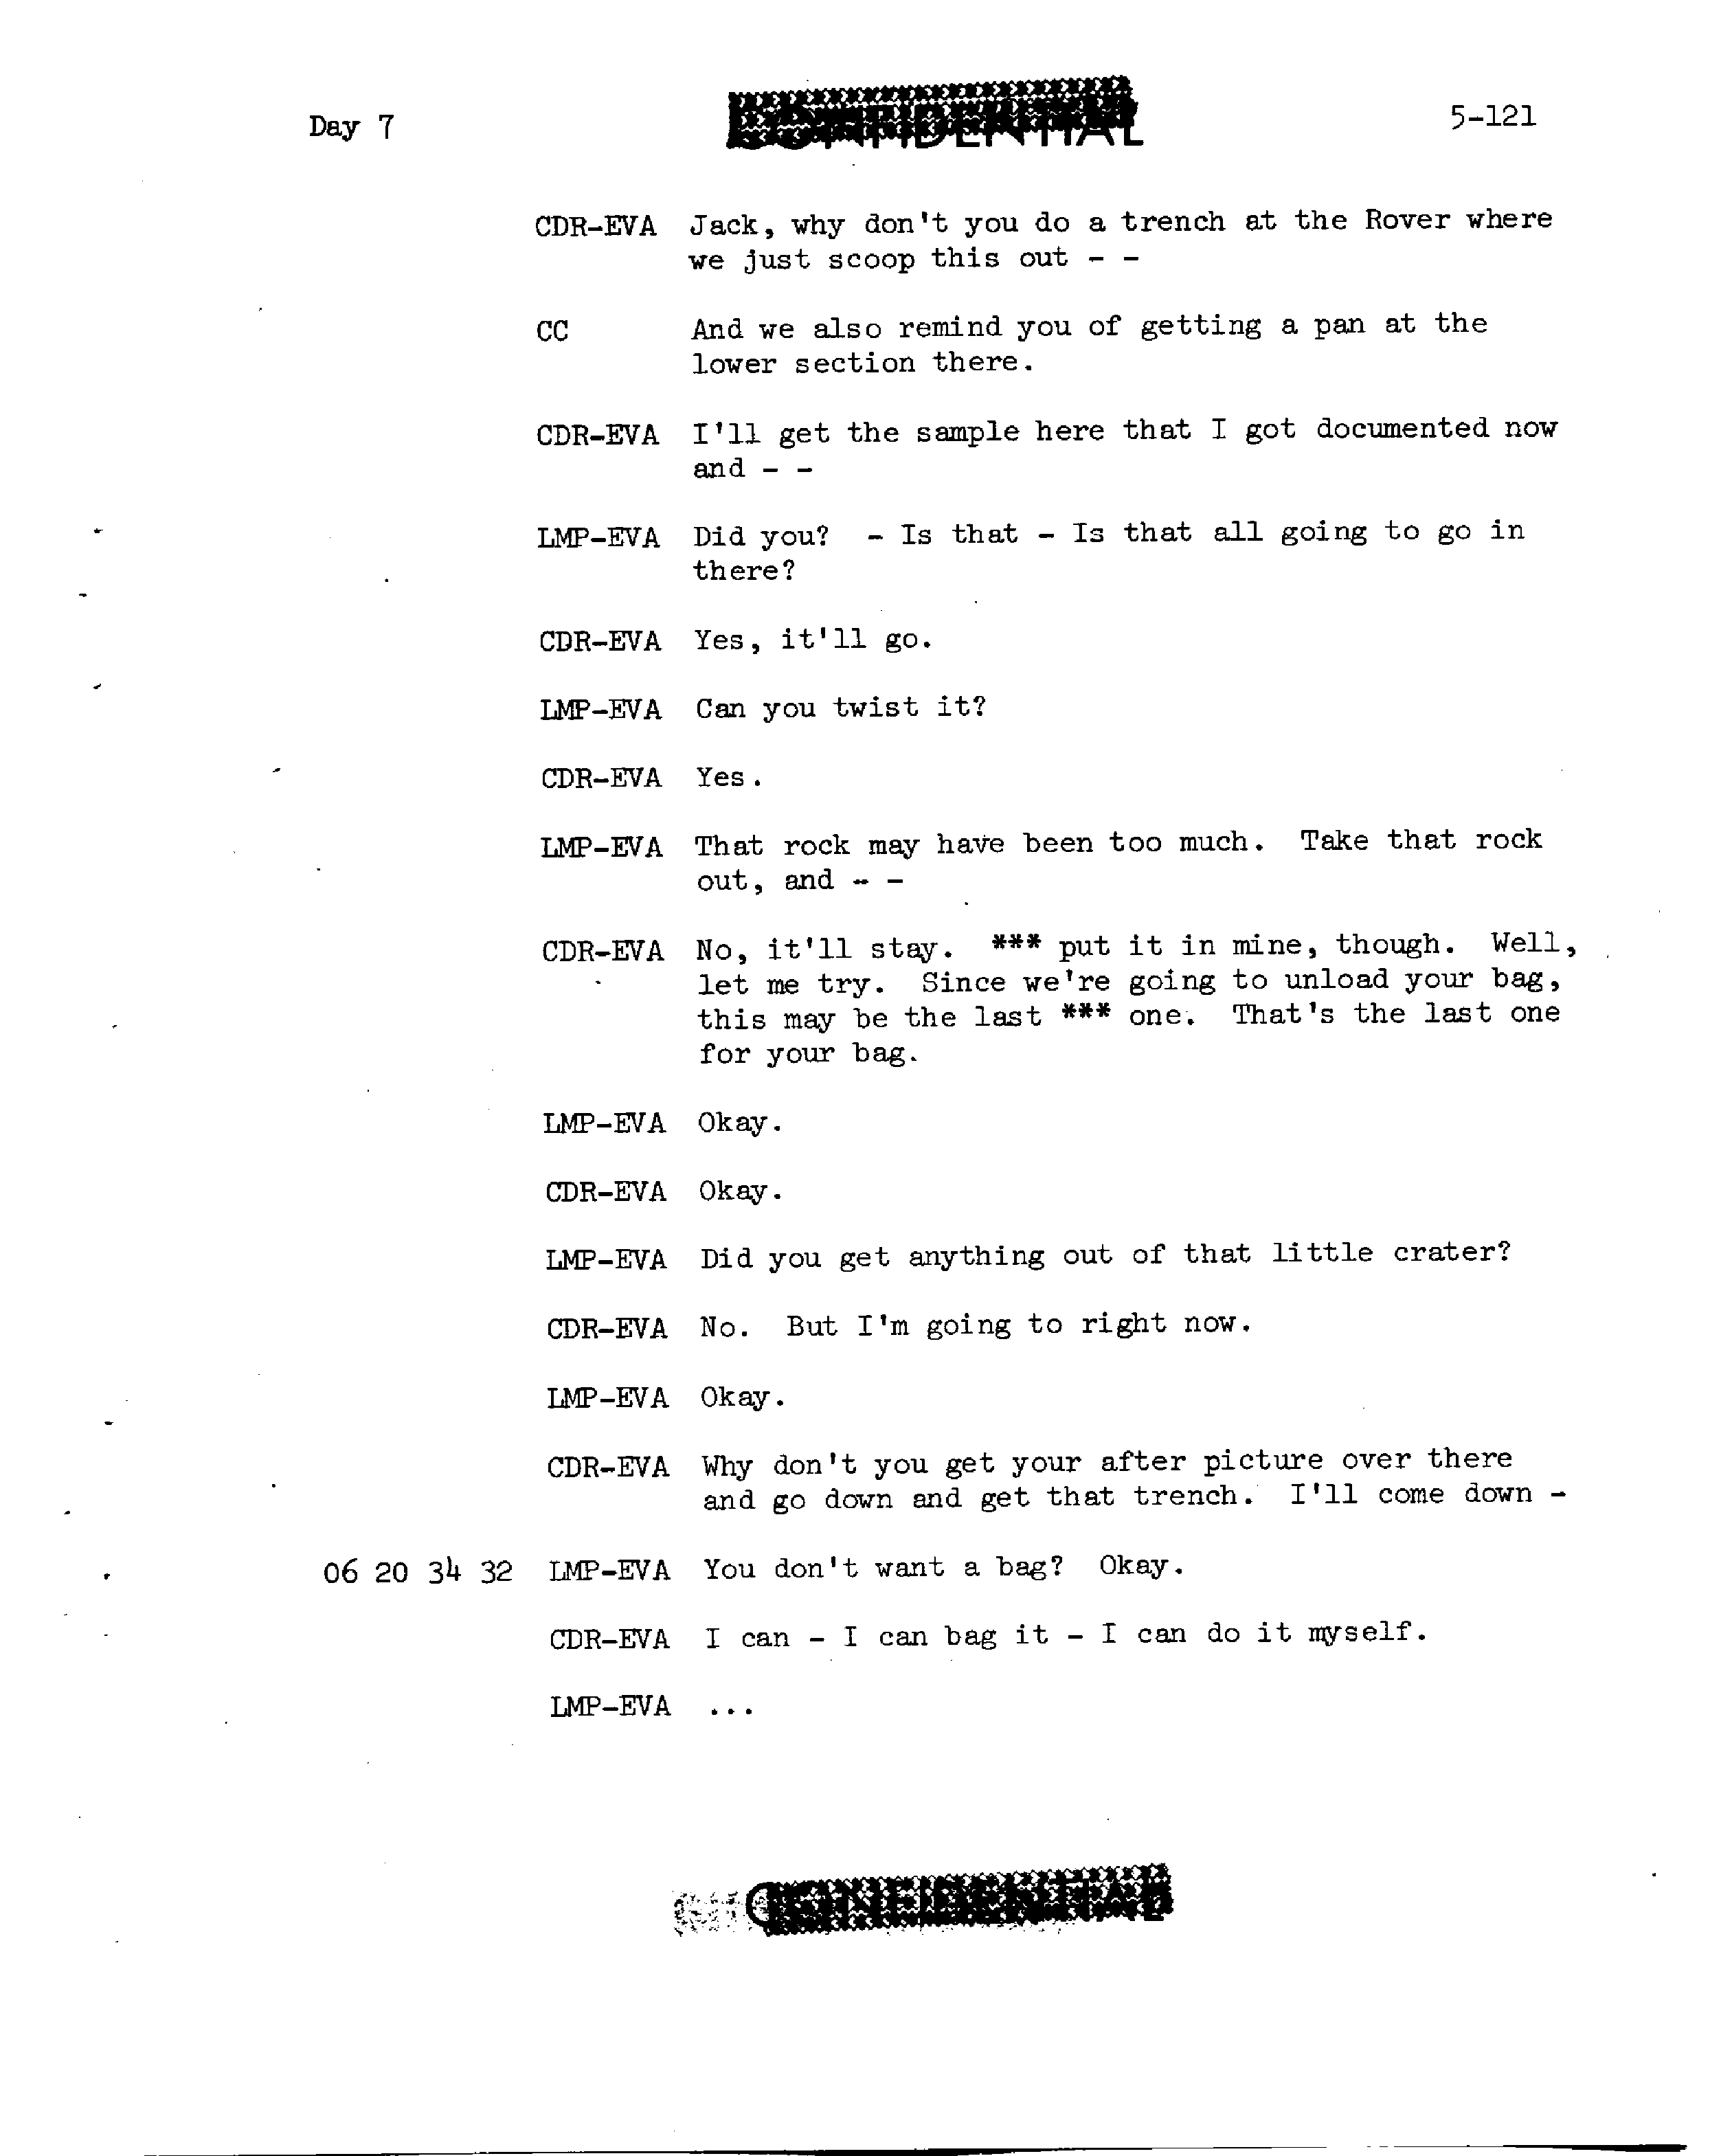 Day 7
CONFIDENTIAL
5-121
CDR-EVA Jack, why don't you do a trench at the Rover where
we just scoop this out - -
CC And we also remind you of getting a pan at the
lower section there.
CDR-EVA I'll get the sample here that I got documented now
and - -
LMP-EVA Did you? - Is that - Is that all going to go in
there?
CDR-EVA Yes, it'll go.
LMP-EVA Can you twist it?
CDR-EVA Yes.
LMP-EVA That rock may have been too much. Take that rock
out, and - -
CDR-EVA No, it'll stay. *** put it in mine, though. Well,
let me try. Since we're going to unload your bag,
this may be the last *** one. That's the last one
for your bag.
LMP-EVA Okay.
CDR-EVA Okay.
LMP-EVA Did you get anything out of that little crater?
CDR-EVA No. But I'm going to right now.
LMP-EVA Okay.
CDR-EVA Why don't you get your after picture over there
and go down and get that trench. I'll come down -
06 20 34 32 LMP-EVA You don't want a bag? Okay.
CDR-EVA I can - I can bag it - I can do it myself.
LMP-EVA ...
CONFIDENTIAL